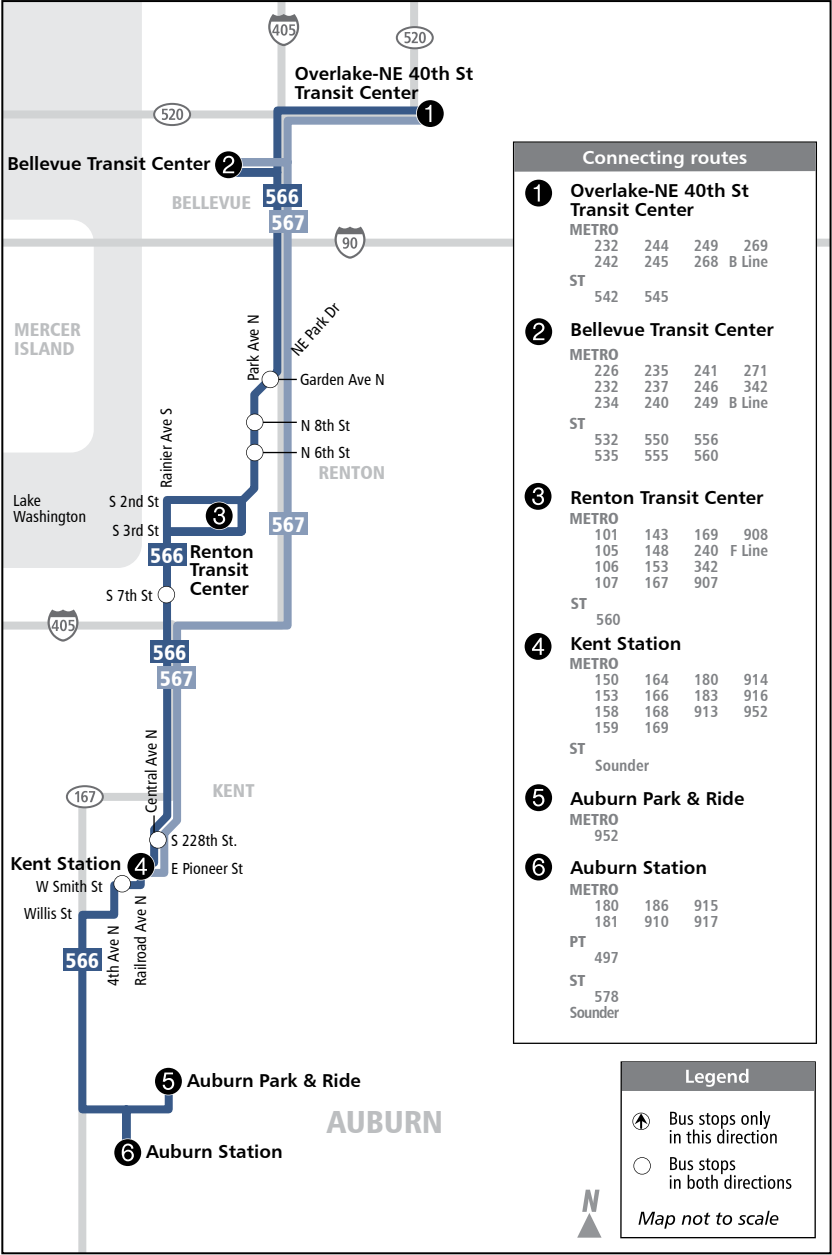 405
520
Overlake-NE 40th St
Transit Center
1
520
Bellevue Transit Center 2
BELLEVUE
566
567
90
MERCER
ISLAND
Park Ave N
NE Park Dr
Garden Ave N
N 8th St
N 6th St
RENTON
Rainier Ave S
Lake
Washington
S 2nd St
3
S 3rd St
567
566
Renton
Transit
Center
S 7th St
405
566
567
Central Ave N
KENT
167
S 228th St.
Kent Station 4
E Pioneer St
W Smith St
Willis St
4th Ave N
Railroad Ave N
566
5 Auburn Park & Ride
AUBURN
6 Auburn Station
N
Connecting routes
1 Overlake-NE 40th St
Transit Center
METRO
232 244 249 269
242 245 268 B Line
ST
542 545
2 Bellevue Transit Center
METRO
226 235 241 271
232 237 246 342
234 240 249 B Line
ST
532 550 556
535 555 560
3 Renton Transit Center
METRO
101 143 169 908
105 148 240 F Line
106 153 342
107 167 907
ST
560
4 Kent Station
METRO
150 164 180 914
153 166 183 916
158 168 913 952
159 169
ST
Sounder
5 Auburn Park & Ride
METRO
952
6 Auburn Station
METRO
180 186 915
181 910 917
PT
497
ST
578
Sounder
Legend
Bus stops only
in this direction
Bus stops
in both directions
Map not to scale